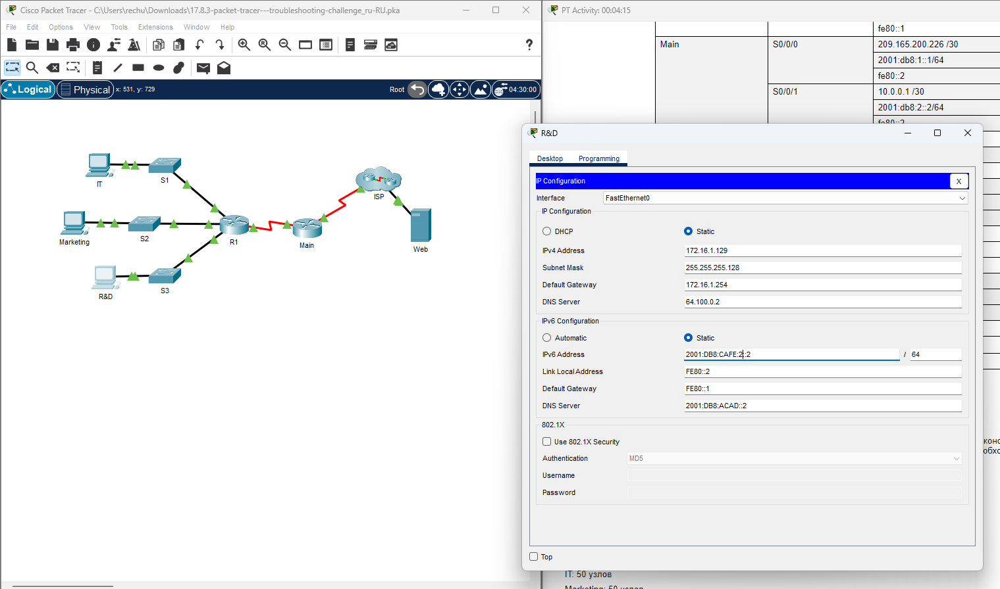 Cisco Packet Tracer - C:\Users\rechu\Downloads\17.8.3-packet-tracer---troubleshooting-challenge_ru-RU.pka
File Edit Options View Tools Extensions Window Help
?
Logical Physical x: 531, y: 729 Root 04:30:00
IT
S1
Marketing
S2
R&D
S3
R1
Main
ISP
Web
PT Activity: 00:04:15
fe80::1
Main S0/0/0 209.165.200.226 /30
2001:db8:1::1/64
fe80::2
S0/0/1 10.0.0.1 /30
2001:db8:2::2/64
fe80::2
R&D
Desktop Programming
IP Configuration X
Interface FastEthernet0
IP Configuration
DHCP Static
IPv4 Address 172.16.1.129
Subnet Mask 255.255.255.128
Default Gateway 172.16.1.254
DNS Server 64.100.0.2
IPv6 Configuration
Automatic Static
IPv6 Address 2001:DB8:CAFE:2::2 / 64
Link Local Address FE80::2
Default Gateway FE80::1
DNS Server 2001:DB8:ACAD::2
802.1X
Use 802.1X Security
Authentication MD5
Username
Password
Top
конс
обхо
IT: 50 узлов
Marketing: 50 узлов